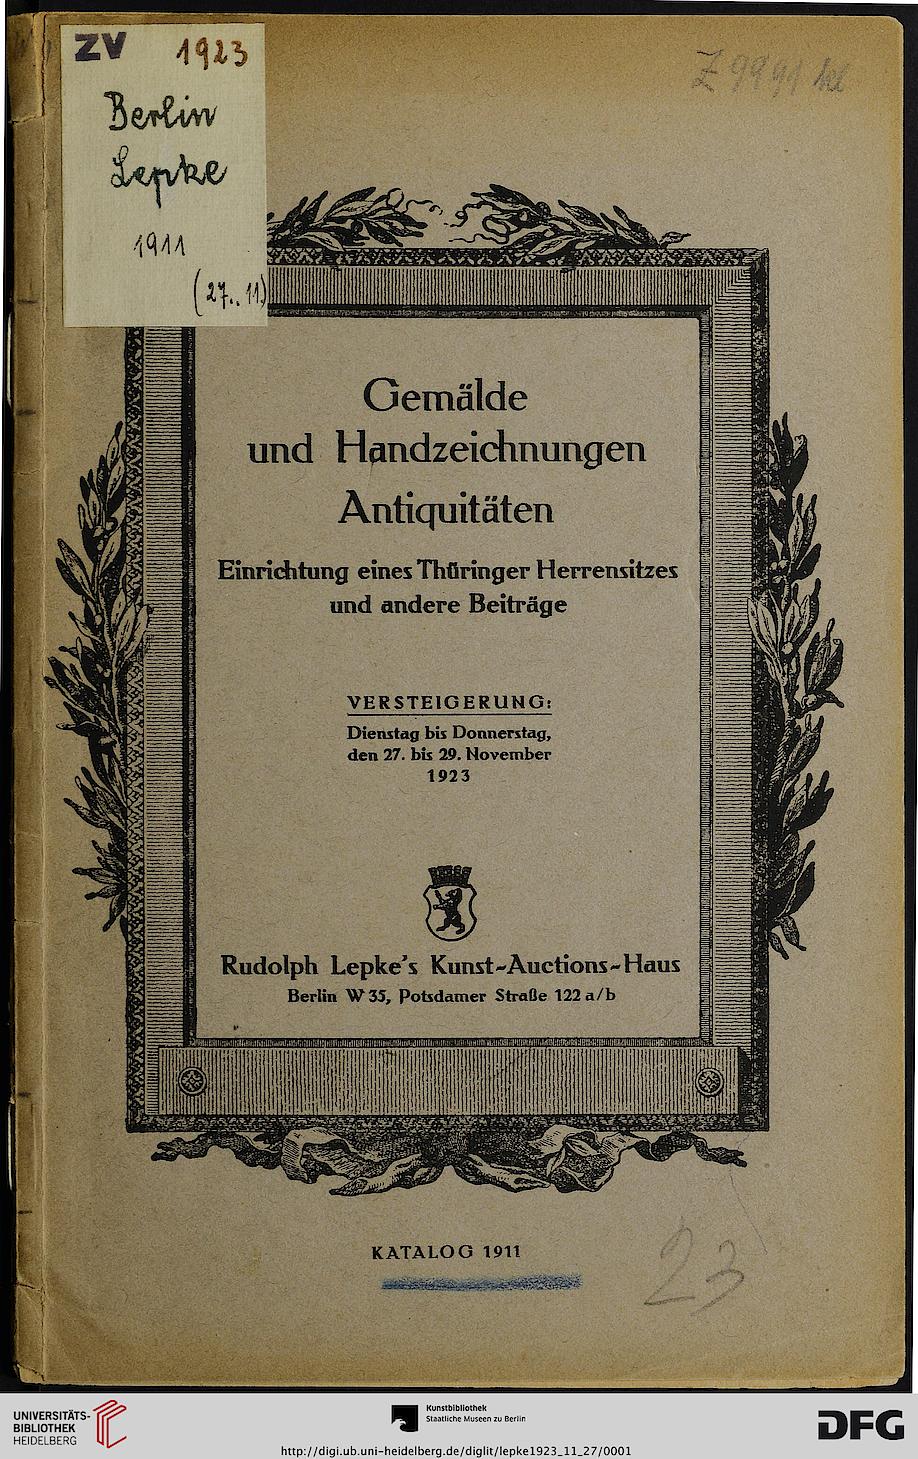 ZV 1923
Berlin
Lepke
1911
(27..11)
Z 9991 kl
Gemälde
und Handzeichnungen
Antiquitäten
Einrichtung eines Thüringer Herrensitzes
und andere Beiträge
VERSTEIGERUNG:
Dienstag bis Donnerstag,
den 27. bis 29. November
1923
Rudolph Lepke's Kunst-Auctions-Haus
Berlin W 35, Potsdamer Straße 122 a/b
KATALOG 1911
23
UNIVERSITÄTS-
BIBLIOTHEK
HEIDELBERG
Kunstbibliothek
Staatliche Museen zu Berlin
http://digi.ub.uni-heidelberg.de/diglit/lepke1923_11_27/0001
DFG